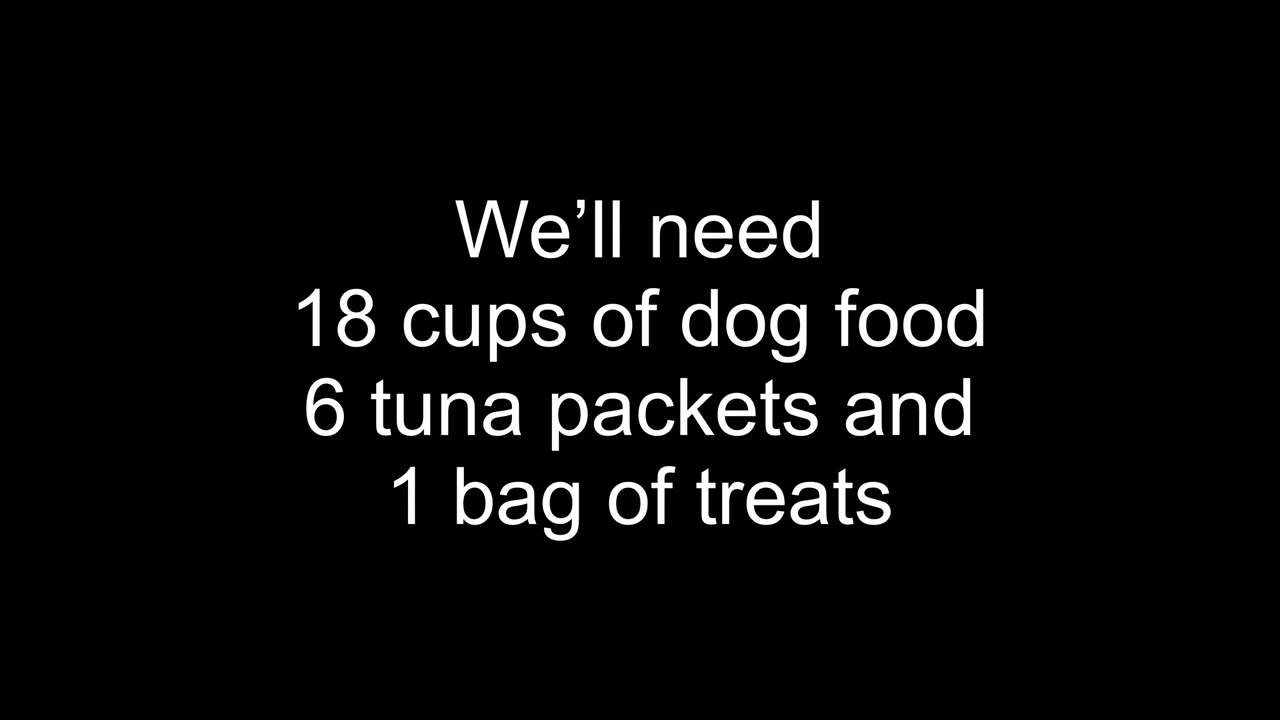 We’ll need
18 cups of dog food
6 tuna packets and
1 bag of treats